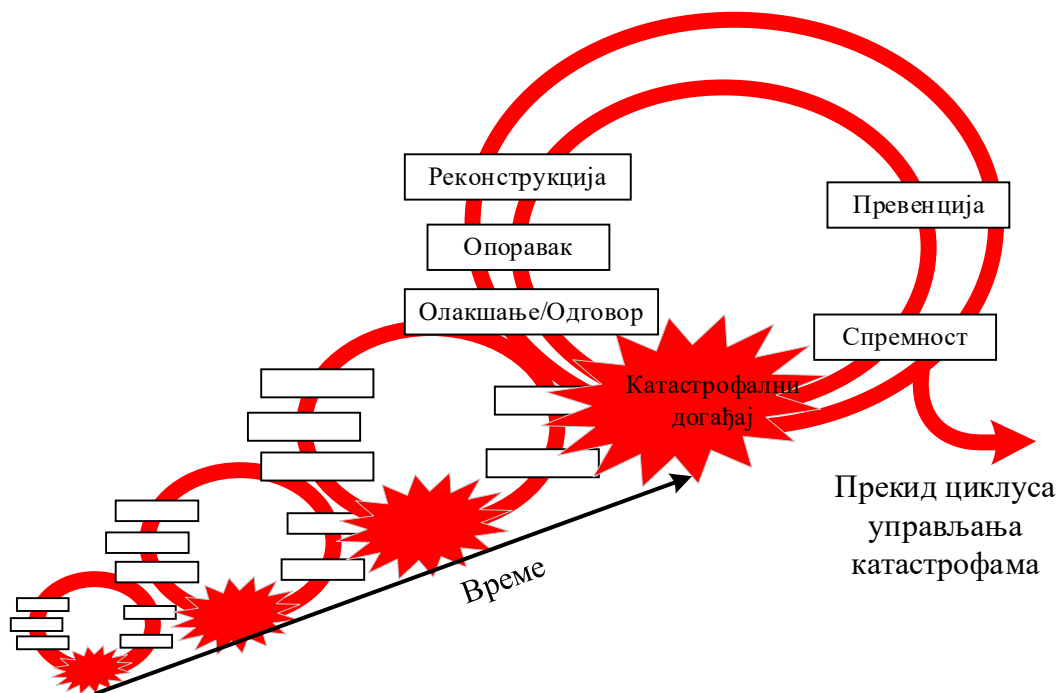 Реконструкција
Превенција
Опоравак
Олакшање/Одговор
Спремност
Катастрофални
догађај
Прекид циклуса
управљања
катастрофама
Време